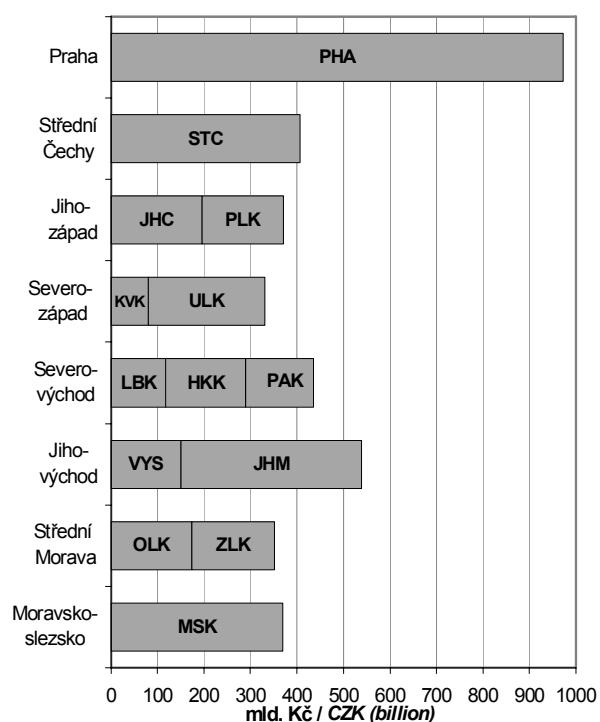 Praha
PHA
Střední
Čechy
STC
Jiho-
západ
JHC PLK
Severo-
západ
KVK ULK
Severo-
východ
LBK HKK PAK
Jiho-
východ
VYS JHM
Střední
Morava
OLK ZLK
Moravsko-
slezsko
MSK
0 100 200 300 400 500 600 700 800 900 1000
mld. Kč / CZK (billion)